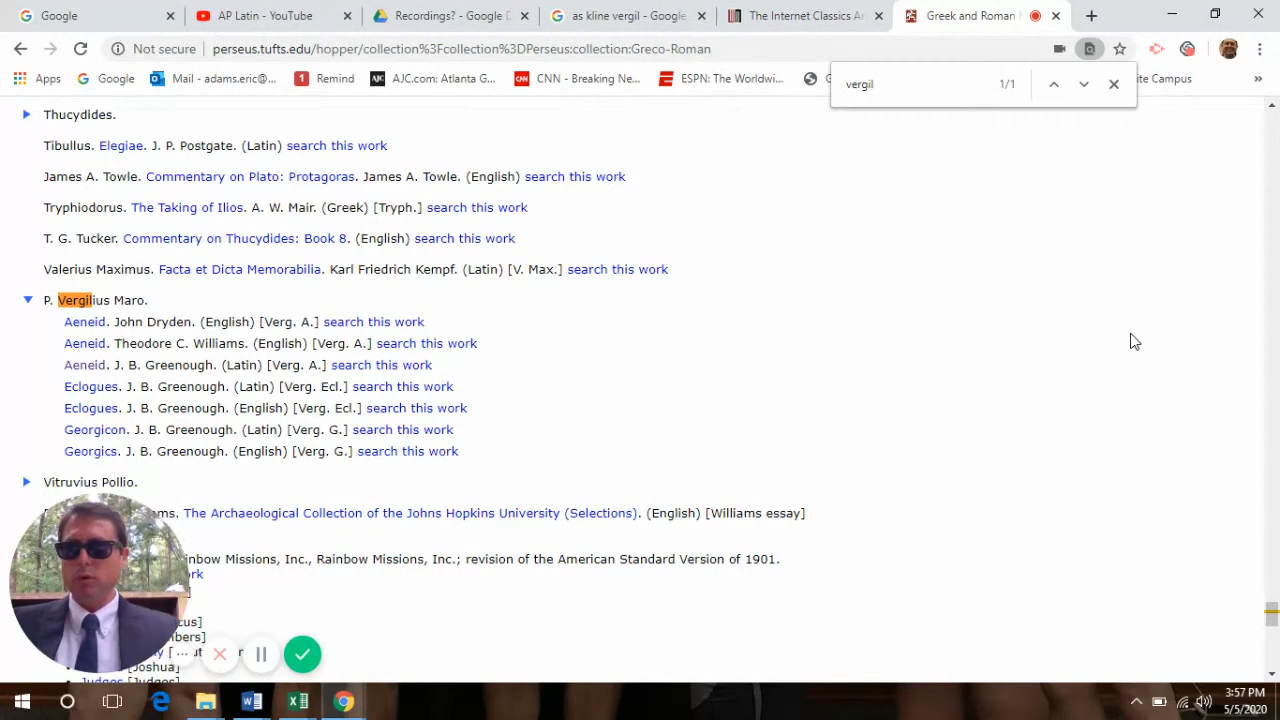 Google
AP Latin - YouTube
Recordings? - Google D
as kline vergil - Google
The Internet Classics Ar
Greek and Roman M
Not secure perseus.tufts.edu/hopper/collection%3Fcollection%3DPerseus:collection:Greco-Roman
Apps Google Mail - adams.eric@... Remind AJC.com: Atlanta G... CNN - Breaking Ne... ESPN: The Worldwi... ite Campus »
vergil 1/1
Thucydides.
Tibullus. Elegiae. J. P. Postgate. (Latin) search this work
James A. Towle. Commentary on Plato: Protagoras. James A. Towle. (English) search this work
Tryphiodorus. The Taking of Ilios. A. W. Mair. (Greek) [Tryph.] search this work
T. G. Tucker. Commentary on Thucydides: Book 8. (English) search this work
Valerius Maximus. Facta et Dicta Memorabilia. Karl Friedrich Kempf. (Latin) [V. Max.] search this work
P. Vergilius Maro.
Aeneid. John Dryden. (English) [Verg. A.] search this work
Aeneid. Theodore C. Williams. (English) [Verg. A.] search this work
Aeneid. J. B. Greenough. (Latin) [Verg. A.] search this work
Eclogues. J. B. Greenough. (Latin) [Verg. Ecl.] search this work
Eclogues. J. B. Greenough. (English) [Verg. Ecl.] search this work
Georgicon. J. B. Greenough. (Latin) [Verg. G.] search this work
Georgics. J. B. Greenough. (English) [Verg. G.] search this work
Vitruvius Pollio.
ms. The Archaeological Collection of the Johns Hopkins University (Selections). (English) [Williams essay]
inbow Missions, Inc., Rainbow Missions, Inc.; revision of the American Standard Version of 1901.
rk
]
cus]
bers]
[Joshua]
Judges [Judges]
3:57 PM
5/5/2020